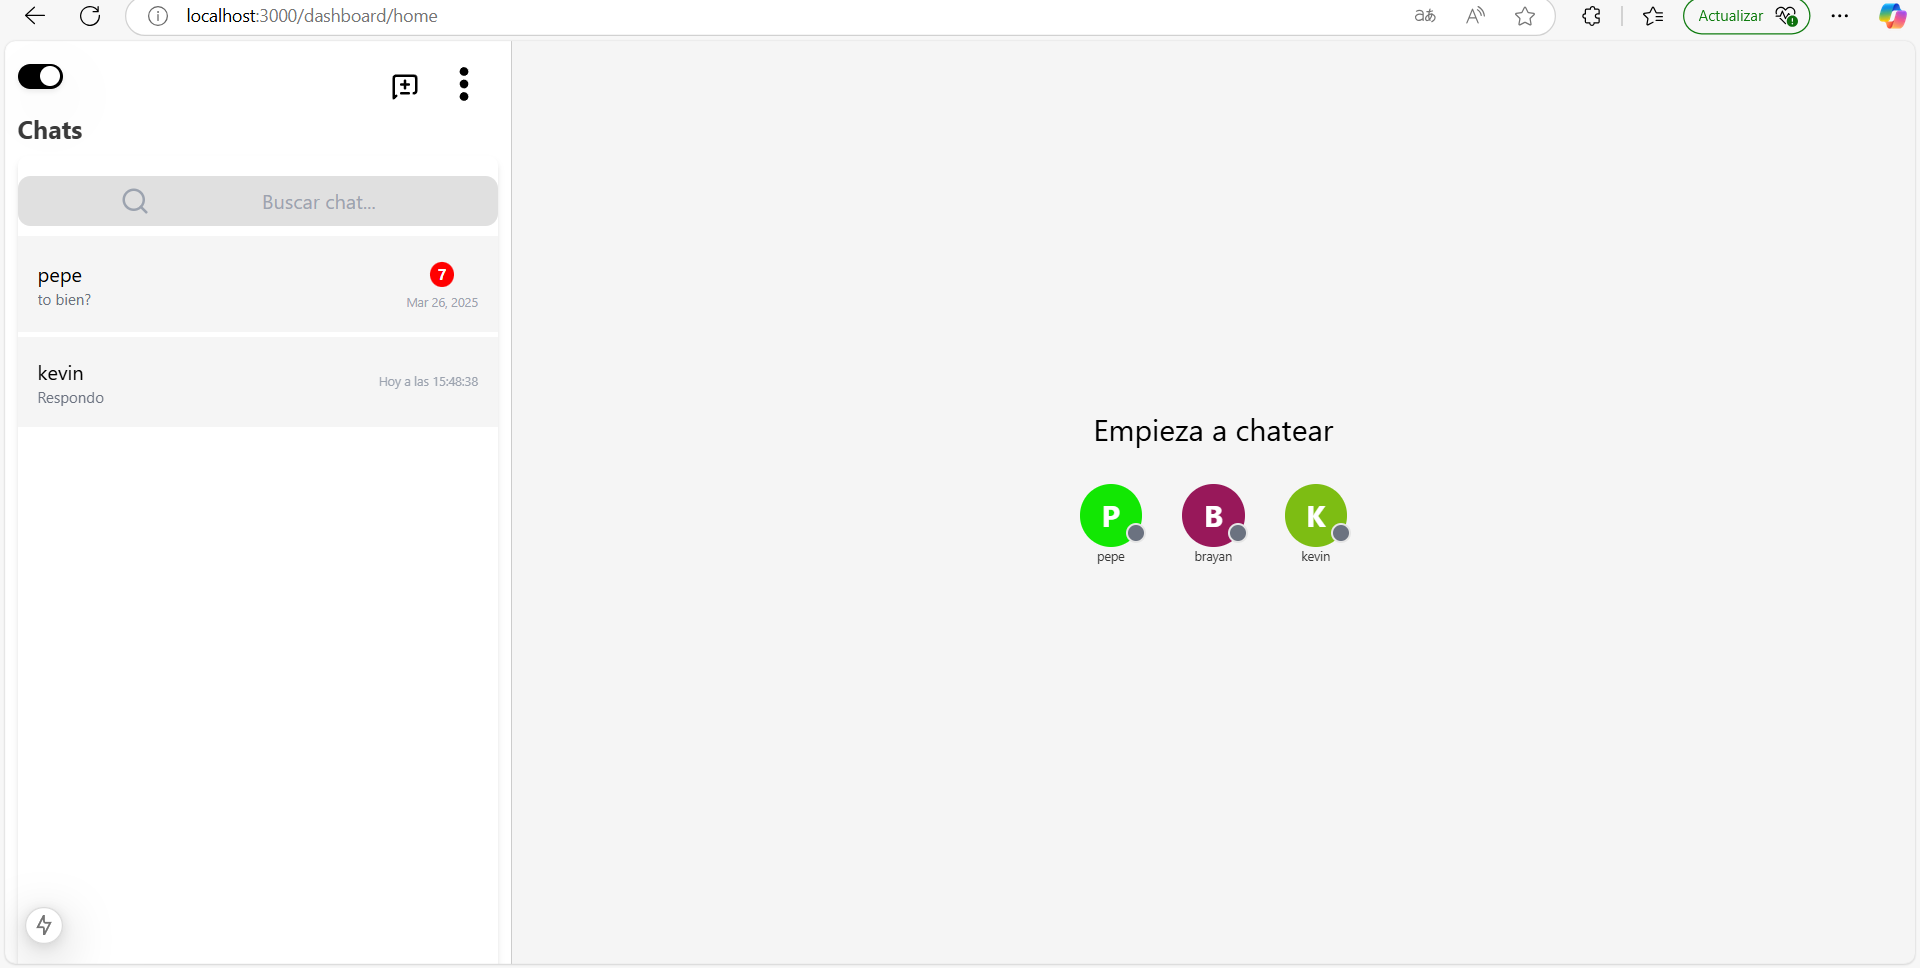 localhost:3000/dashboard/home
Actualizar
Chats
Buscar chat...
pepe
7
to bien?
Mar 26, 2025
kevin
Hoy a las 15:48:38
Respondo
Empieza a chatear
P B K
pepe brayan kevin